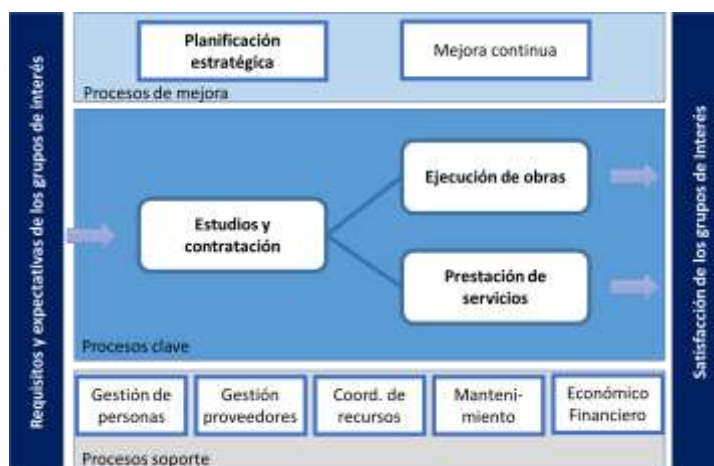 Requisitos y expectativas de los grupos de interés
Planificación
estratégica
Mejora continua
Procesos de mejora
Estudios y
contratación
Ejecución de obras
Prestación de
servicios
Procesos clave
Gestión de
personas
Gestión
proveedores
Coord. de
recursos
Manteni-
miento
Económico
Financiero
Procesos soporte
Satisfacción de los grupos de interés